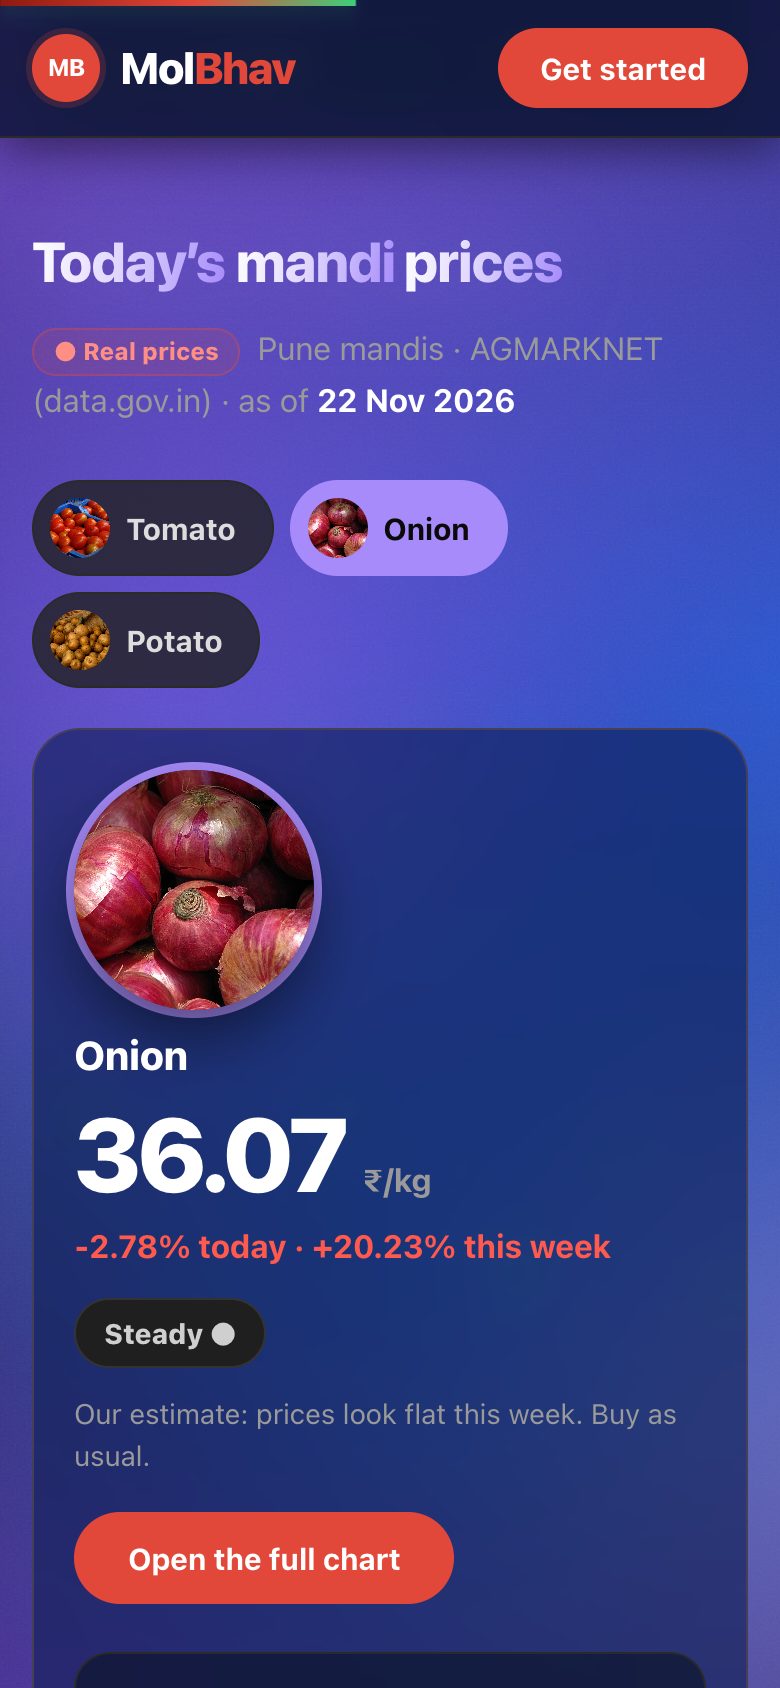 MB MolBhav Get started
Today's mandi prices
● Real prices Pune mandis · AGMARKNET
(data.gov.in) · as of 22 Nov 2026
Tomato Onion
Potato
Onion
36.07 ₹/kg
-2.78% today · +20.23% this week
Steady ●
Our estimate: prices look flat this week. Buy as
usual.
Open the full chart